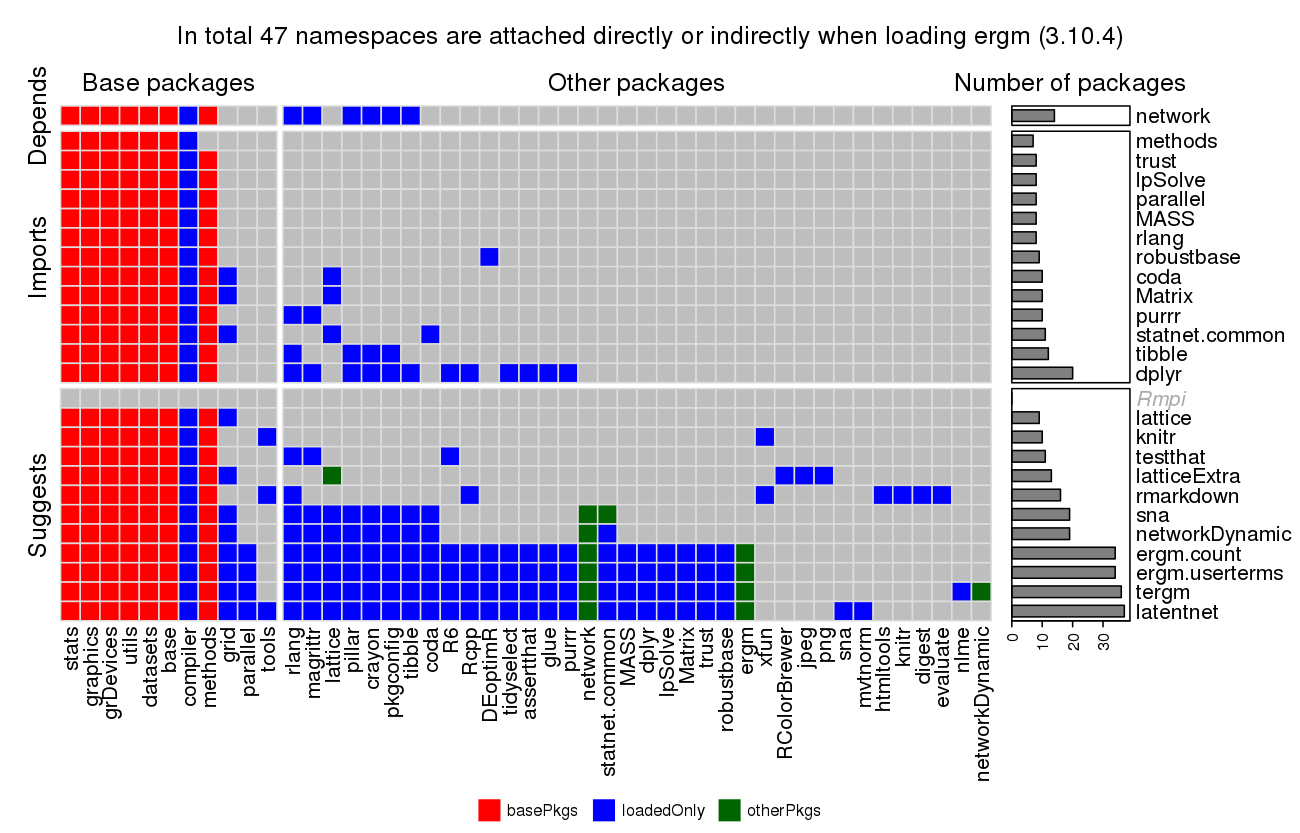 In total 47 namespaces are attached directly or indirectly when loading ergm (3.10.4)
Base packages
Other packages
Number of packages
Depends
Imports
Suggests
network
methods
trust
lpSolve
parallel
MASS
rlang
robustbase
coda
Matrix
purrr
statnet.common
tibble
dplyr
Rmpi
lattice
knitr
testthat
latticeExtra
rmarkdown
sna
networkDynamic
ergm.count
ergm.userterms
tergm
latentnet
0
10
20
30
stats
graphics
grDevices
utils
datasets
base
compiler
methods
grid
parallel
tools
rlang
magrittr
lattice
pillar
crayon
pkgconfig
tibble
coda
R6
Rcpp
DEoptimR
tidyselect
assertthat
glue
purrr
network
statnet.common
MASS
dplyr
lpSolve
Matrix
trust
robustbase
ergm
xfun
RColorBrewer
jpeg
png
sna
mvtnorm
htmltools
knitr
digest
evaluate
nlme
networkDynamic
basePkgs
loadedOnly
otherPkgs